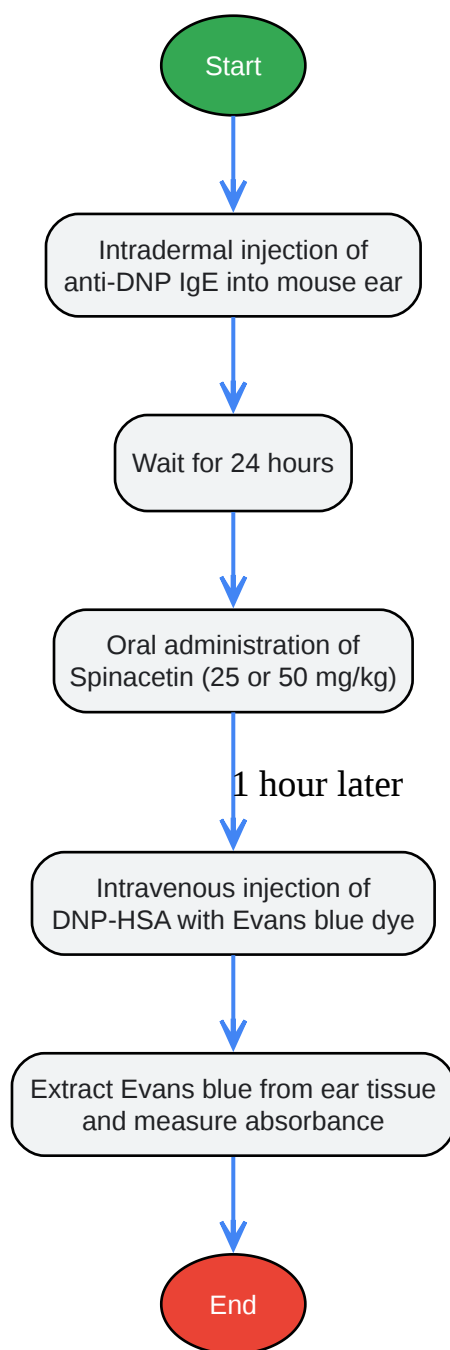 Start
Intradermal injection of
anti-DNP IgE into mouse ear
Wait for 24 hours
Oral administration of
Spinacetin (25 or 50 mg/kg)
1 hour later
Intravenous injection of
DNP-HSA with Evans blue dye
Extract Evans blue from ear tissue
and measure absorbance
End